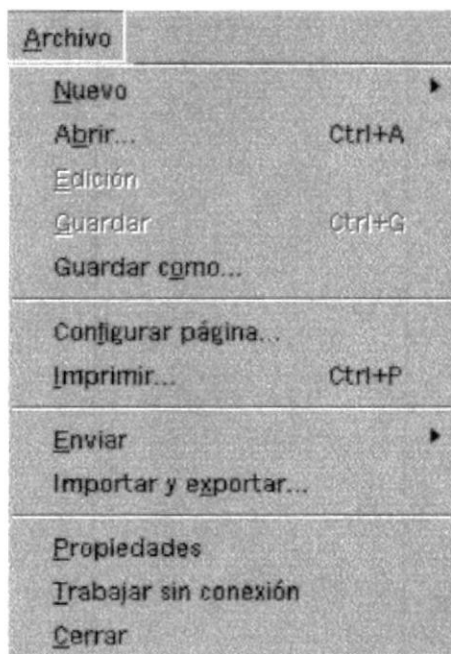 Archivo
Nuevo
Abrir... Ctrl+A
Edición
Guardar Ctrl+G
Guardar como...
Configurar página...
Imprimir... Ctrl+P
Enviar
Importar y exportar...
Propiedades
Trabajar sin conexión
Cerrar